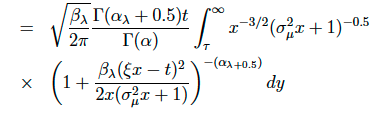 = \sqrt{\frac{\beta_\lambda}{2\pi}} \frac{\Gamma(\alpha_\lambda + 0.5)t}{\Gamma(\alpha)} \int_\tau^\infty x^{-3/2}(\sigma_\mu^2 x + 1)^{-0.5}
× \left(1 + \frac{\beta_\lambda(\xi x - t)^2}{2x(\sigma_\mu^2 x + 1)}\right)^{-(\alpha_\lambda + 0.5)} dy